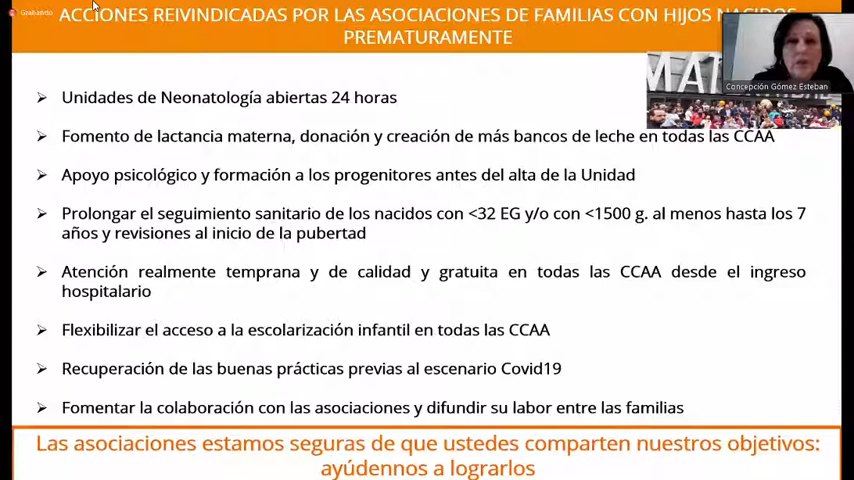 Grabando
ACCIONES REIVINDICADAS POR LAS ASOCIACIONES DE FAMILIAS CON HIJOS NACIDOS
PREMATURAMENTE
Concepción Gómez Esteban
➢ Unidades de Neonatología abiertas 24 horas
➢ Fomento de lactancia materna, donación y creación de más bancos de leche en todas las CCAA
➢ Apoyo psicológico y formación a los progenitores antes del alta de la Unidad
➢ Prolongar el seguimiento sanitario de los nacidos con <32 EG y/o con <1500 g. al menos hasta los 7
años y revisiones al inicio de la pubertad
➢ Atención realmente temprana y de calidad y gratuita en todas las CCAA desde el ingreso
hospitalario
➢ Flexibilizar el acceso a la escolarización infantil en todas las CCAA
➢ Recuperación de las buenas prácticas previas al escenario Covid19
➢ Fomentar la colaboración con las asociaciones y difundir su labor entre las familias
Las asociaciones estamos seguras de que ustedes comparten nuestros objetivos:
ayúdennos a lograrlos